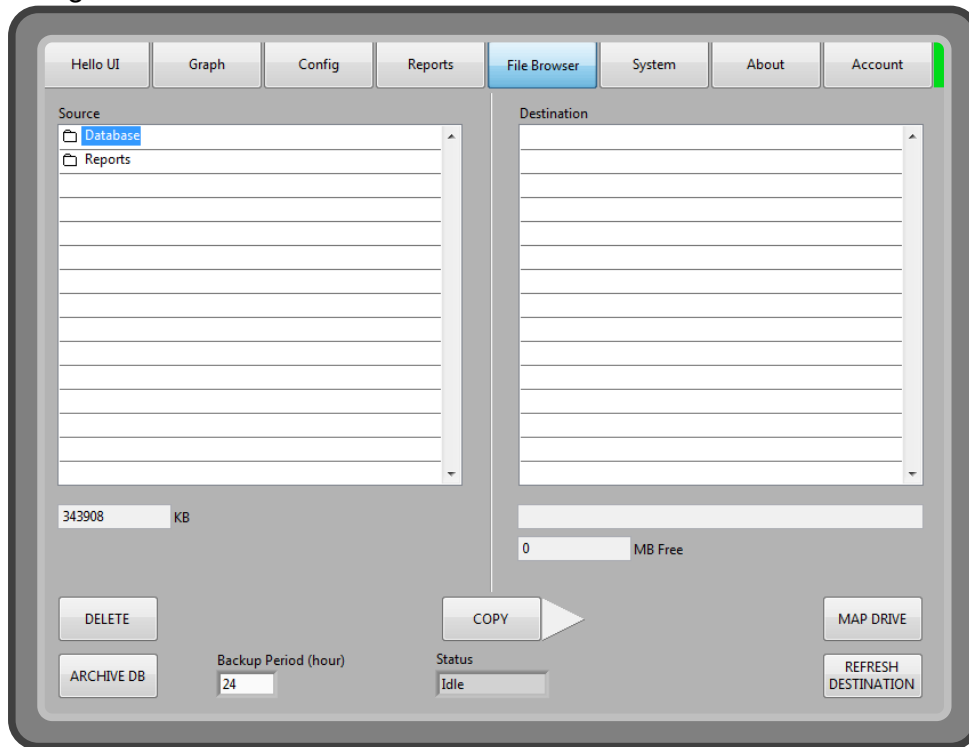 Hello UI Graph Config Reports File Browser System About Account
Source
Database
Reports
Destination
343908 KB
0 MB Free
DELETE
COPY
MAP DRIVE
ARCHIVE DB
Backup Period (hour)
24
Status
Idle
REFRESH
DESTINATION